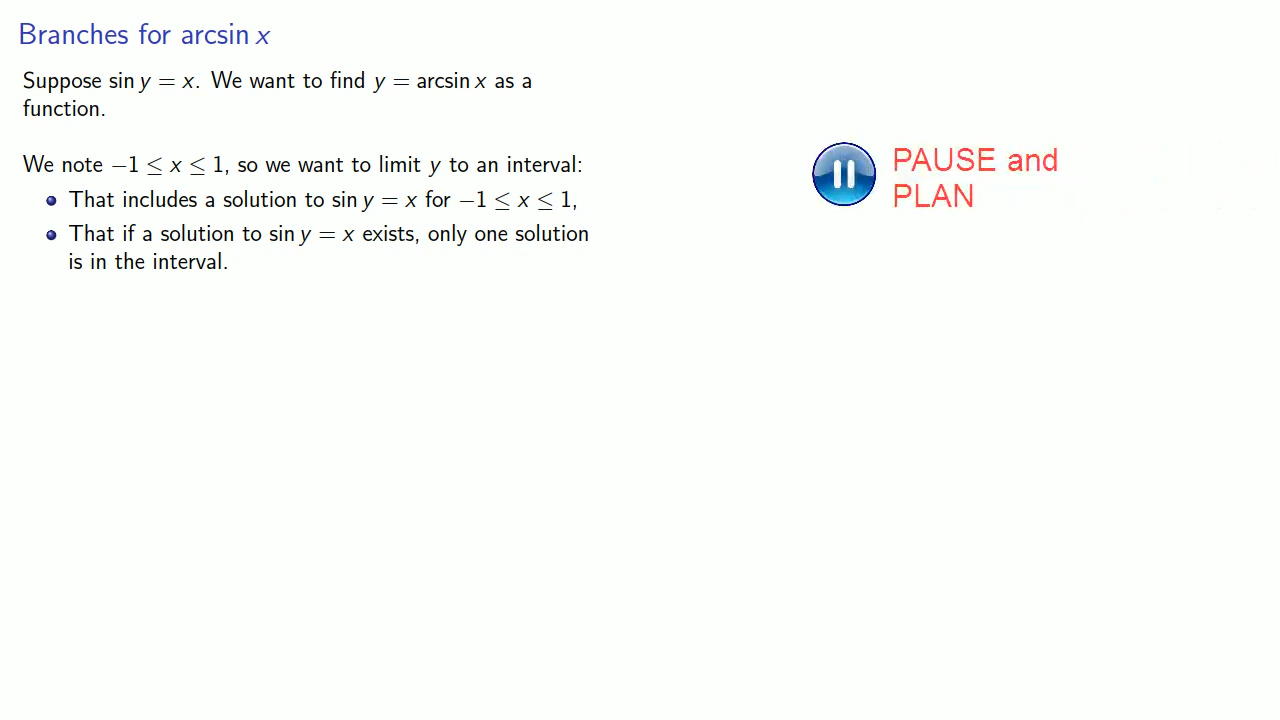 Branches for arcsin x
Suppose sin y = x. We want to find y = arcsin x as a
function.
We note −1 ≤ x ≤ 1, so we want to limit y to an interval:
That includes a solution to sin y = x for −1 ≤ x ≤ 1,
That if a solution to sin y = x exists, only one solution
is in the interval.
PAUSE and
PLAN